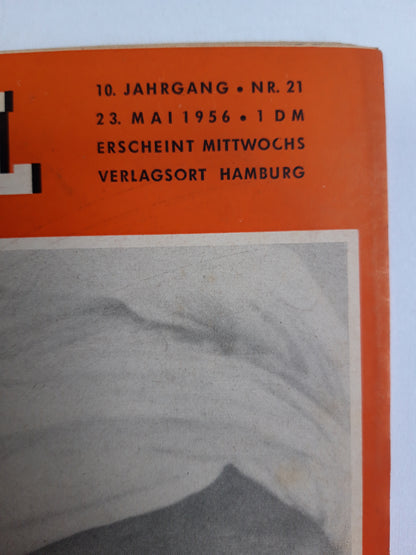 10. JAHRGANG • NR. 21
23. MAI 1956 • 1 DM
ERSCHEINT MITTWOCHS
VERLAGSORT HAMBURG